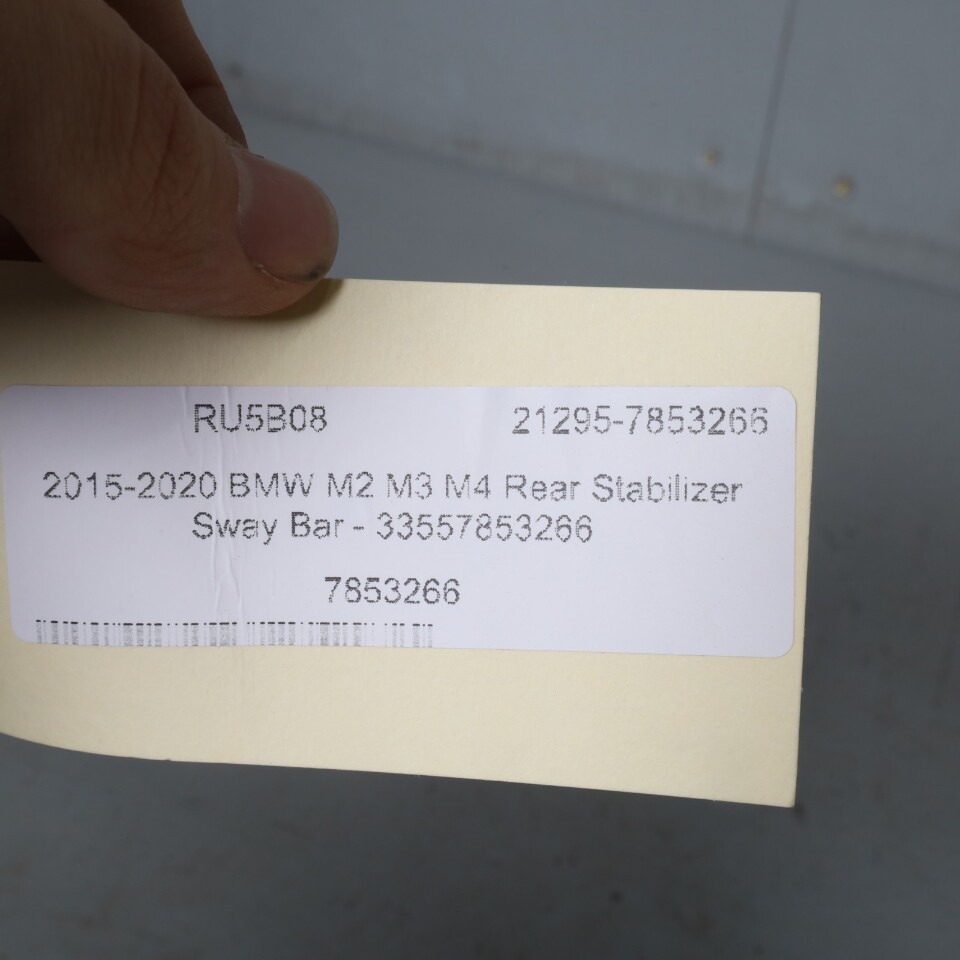 RU5B08 21295-7853266
2015-2020 BMW M2 M3 M4 Rear Stabilizer
Sway Bar - 33557853266
7853266